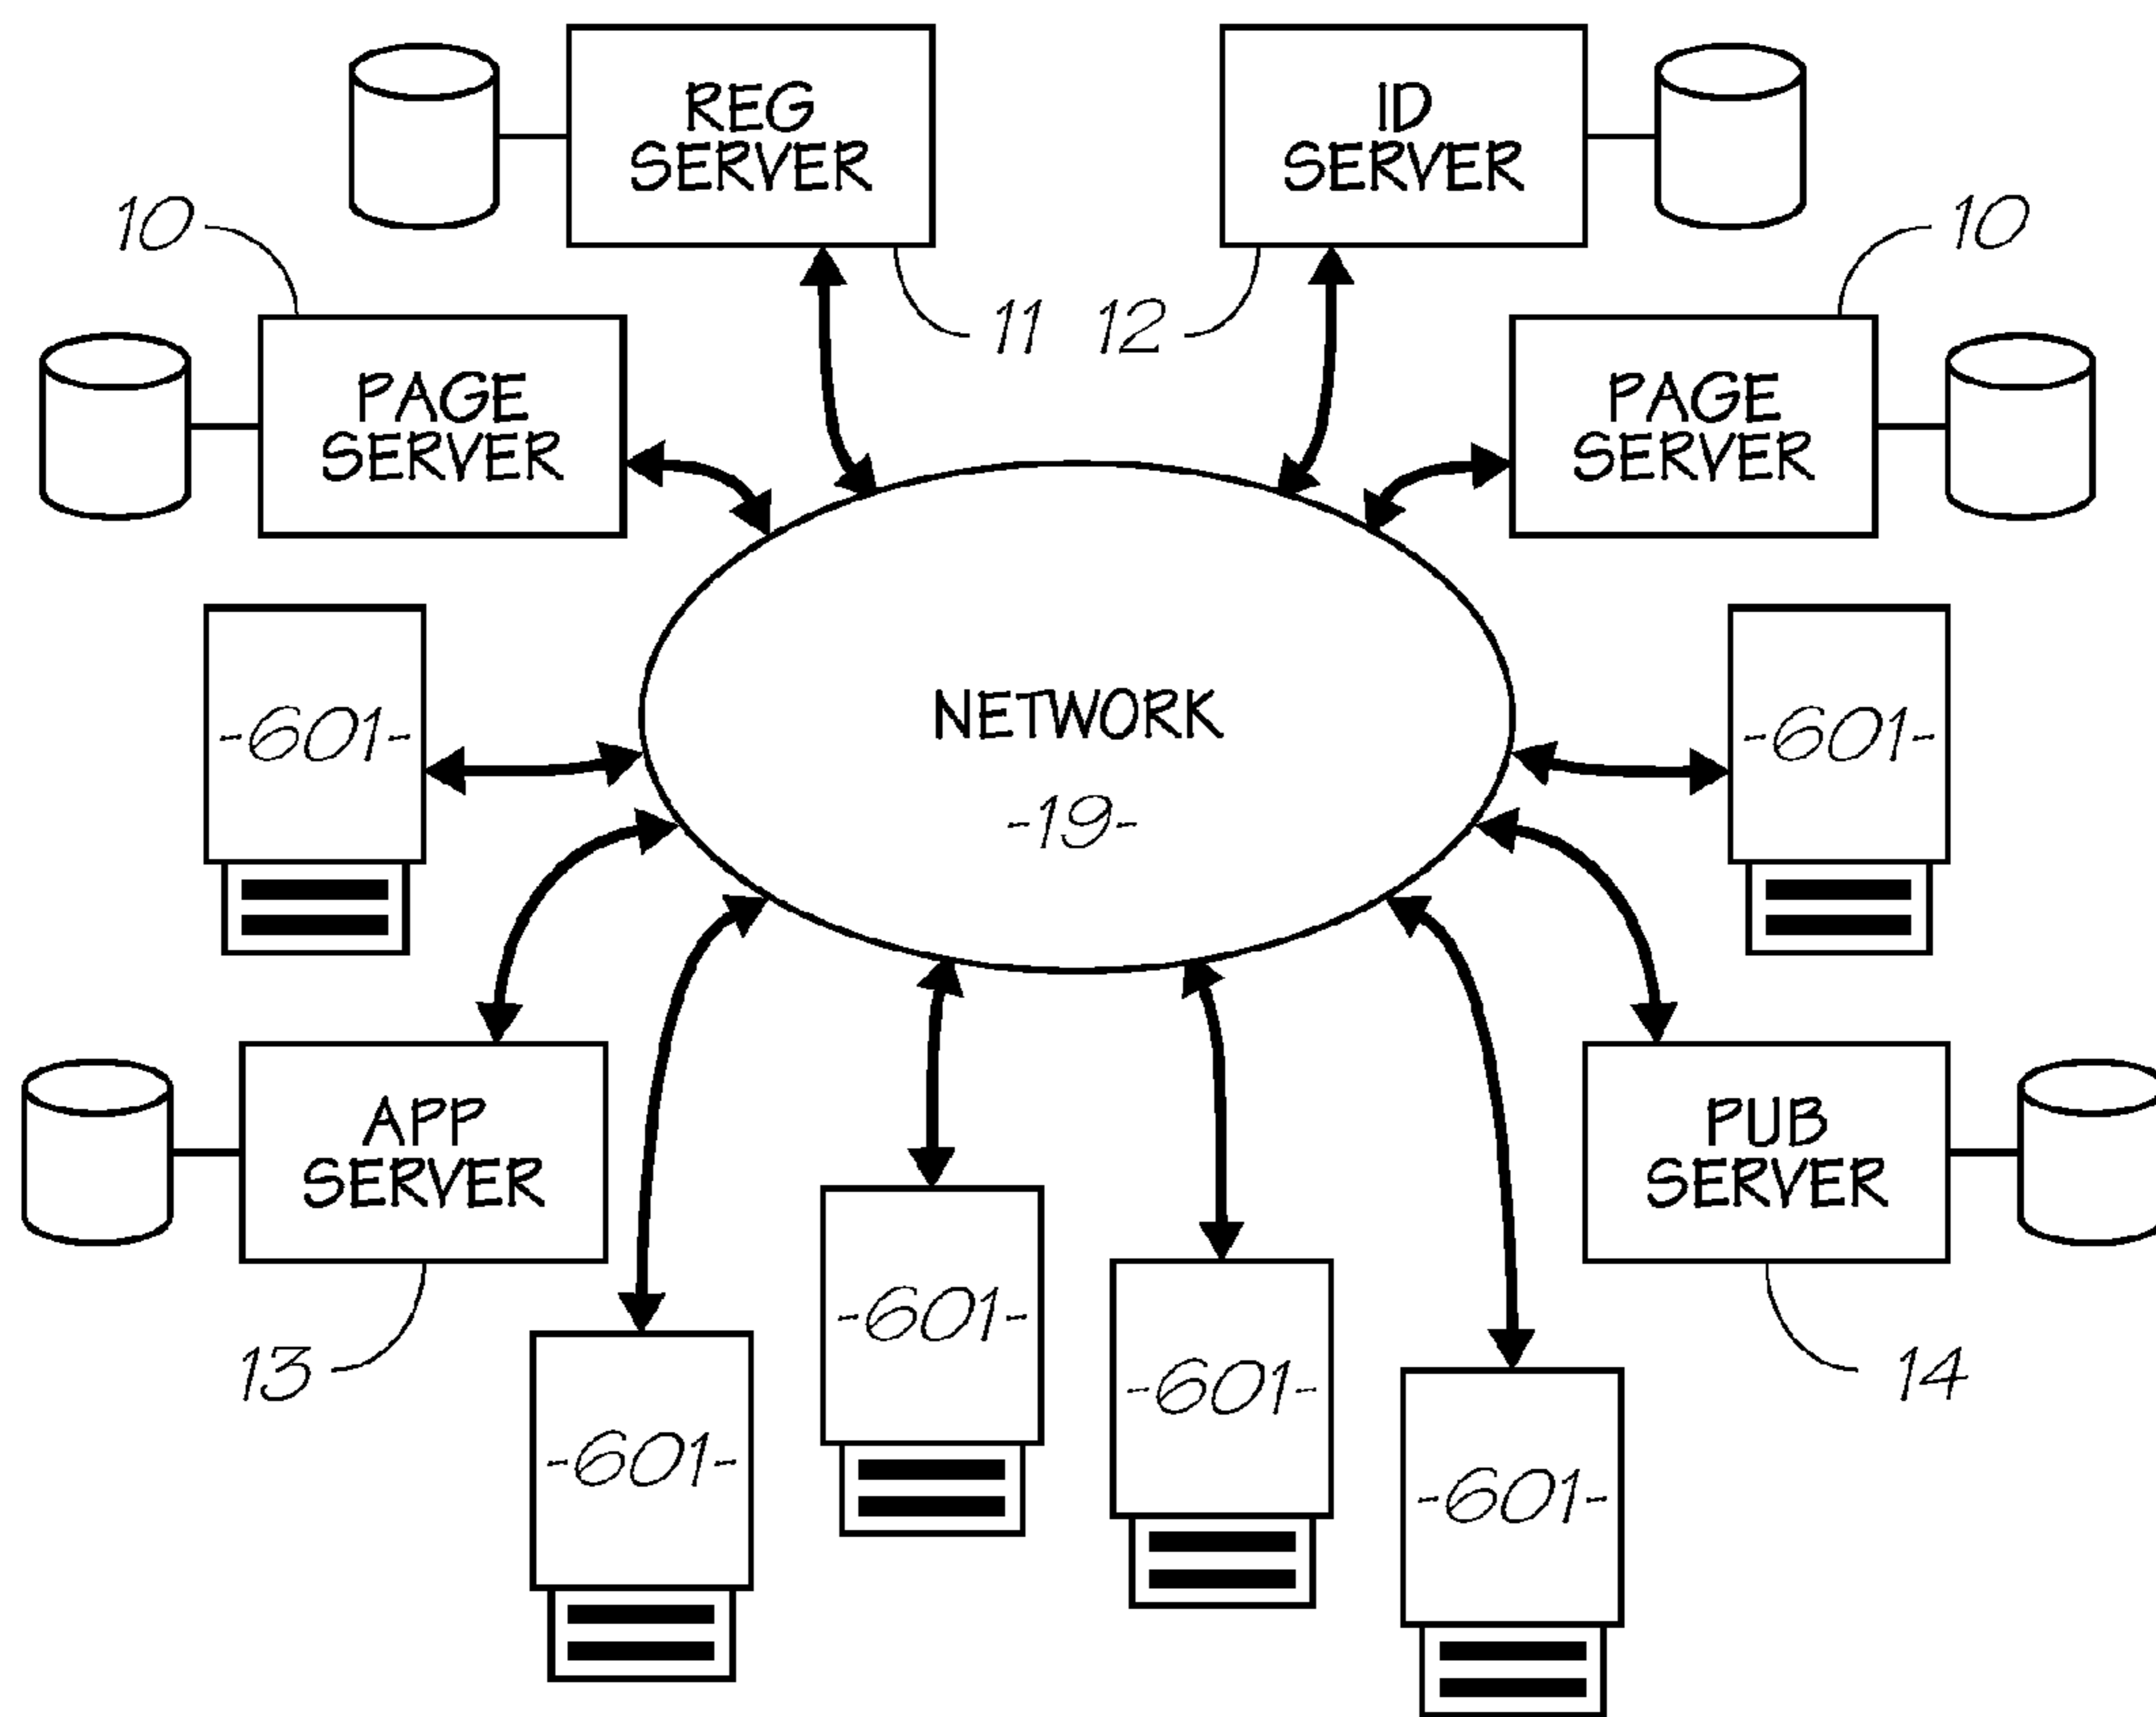 REG
SERVER
ID
SERVER
10
10
11
12
PAGE
SERVER
PAGE
SERVER
-601-
NETWORK
-19-
-601-
APP
SERVER
PUB
SERVER
13
-601-
-601-
-601-
-601-
14